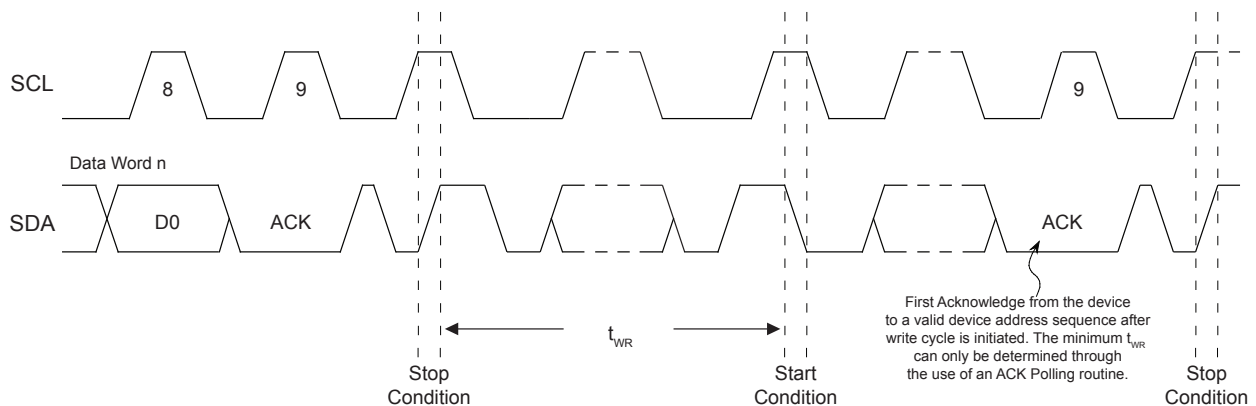 SCL
8
9
9
Data Word n
SDA
D0
ACK
ACK
First Acknowledge from the device
to a valid device address sequence after
write cycle is initiated. The minimum tWR
can only be determined through
the use of an ACK Polling routine.
tWR
Stop
Condition
Start
Condition
Stop
Condition